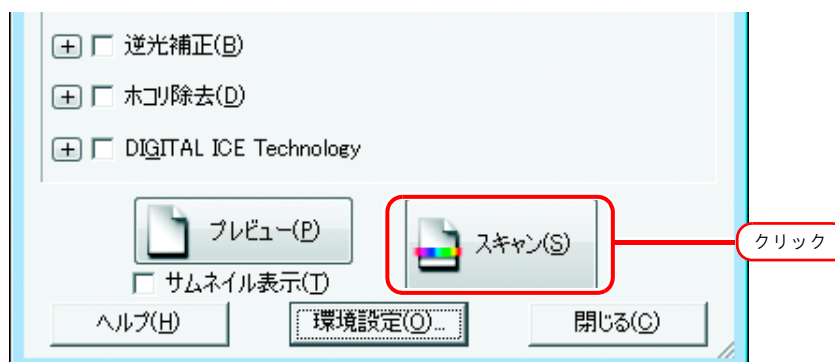 逆光補正(B)
ホコリ除去(D)
DIGITAL ICE Technology
プレビュー(P)
スキャン(S)
クリック
サムネイル表示(T)
ヘルプ(H)
環境設定(O)...
閉じる(C)